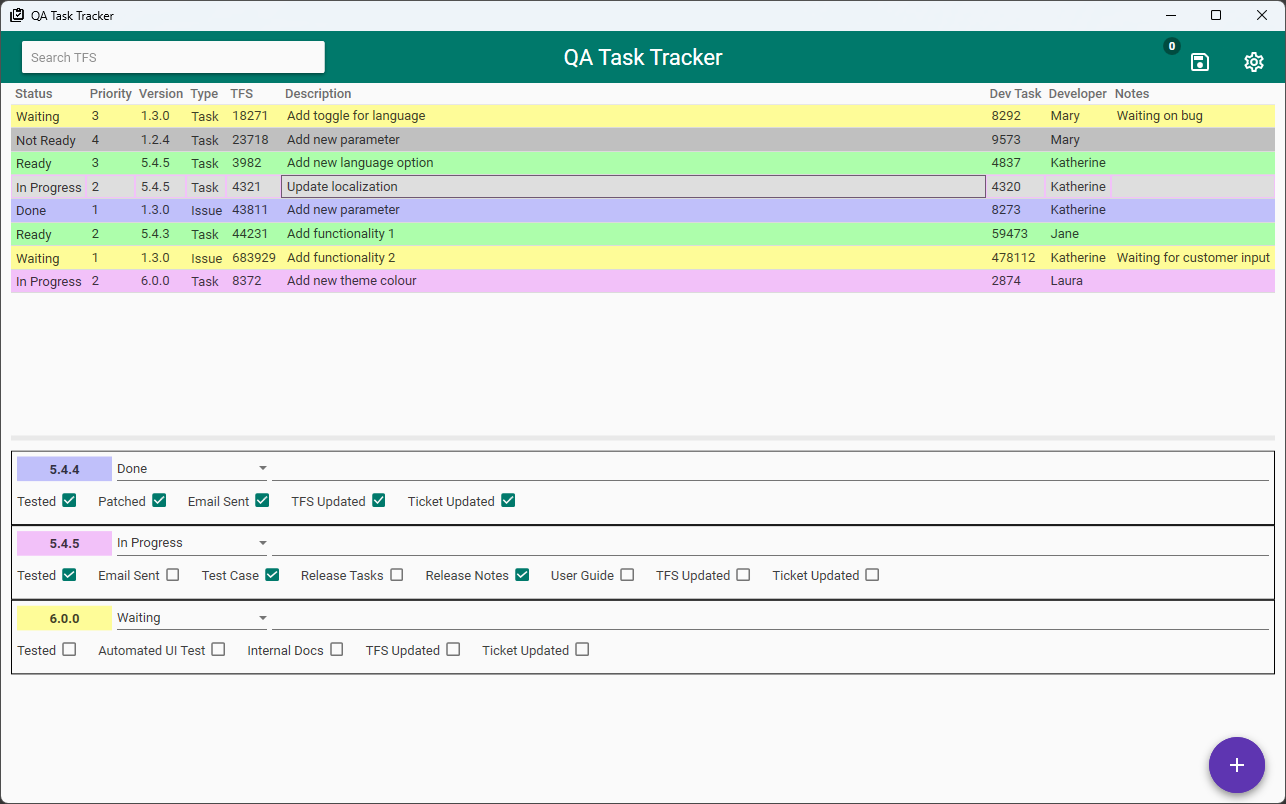 QA Task Tracker
Search TFS
QA Task Tracker
0
Status Priority Version Type TFS Description Dev Task Developer Notes
Waiting 3 1.3.0 Task 18271 Add toggle for language 8292 Mary Waiting on bug
Not Ready 4 1.2.4 Task 23718 Add new parameter 9573 Mary
Ready 3 5.4.5 Task 3982 Add new language option 4837 Katherine
In Progress 2 5.4.5 Task 4321 Update localization 4320 Katherine
Done 1 1.3.0 Issue 43811 Add new parameter 8273 Katherine
Ready 2 5.4.3 Task 44231 Add functionality 1 59473 Jane
Waiting 1 1.3.0 Issue 683929 Add functionality 2 478112 Katherine Waiting for customer input
In Progress 2 6.0.0 Task 8372 Add new theme colour 2874 Laura
5.4.4 Done
Tested Patched Email Sent TFS Updated Ticket Updated
5.4.5 In Progress
Tested Email Sent Test Case Release Tasks Release Notes User Guide TFS Updated Ticket Updated
6.0.0 Waiting
Tested Automated UI Test Internal Docs TFS Updated Ticket Updated